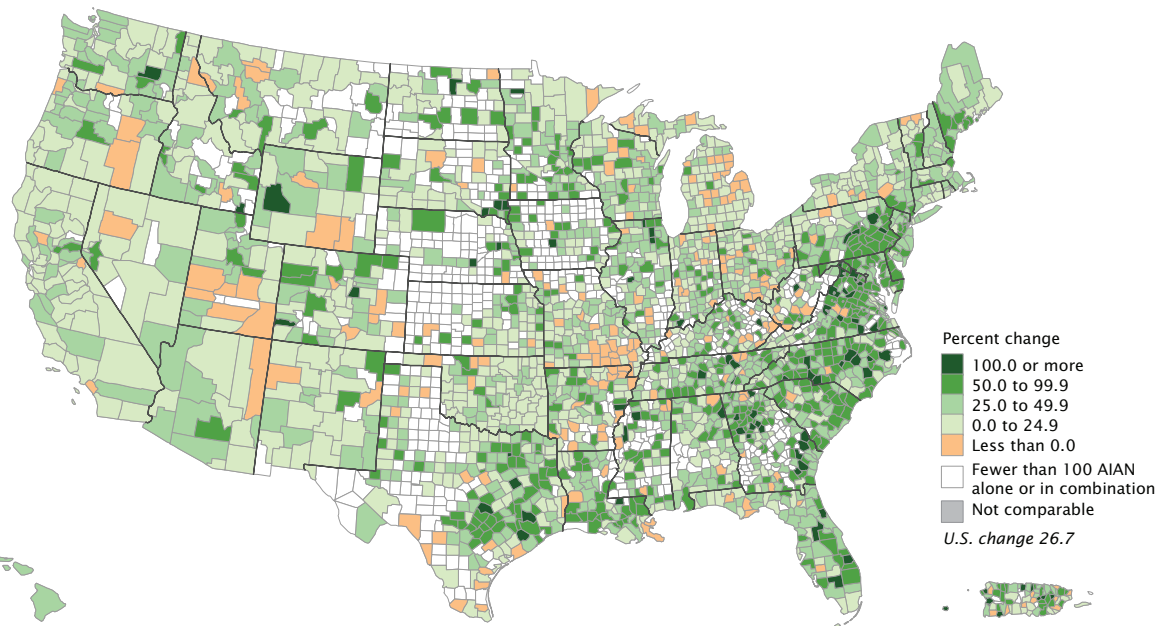 Percent change
100.0 or more
50.0 to 99.9
25.0 to 49.9
0.0 to 24.9
Less than 0.0
Fewer than 100 AIAN
alone or in combination
Not comparable
U.S. change 26.7